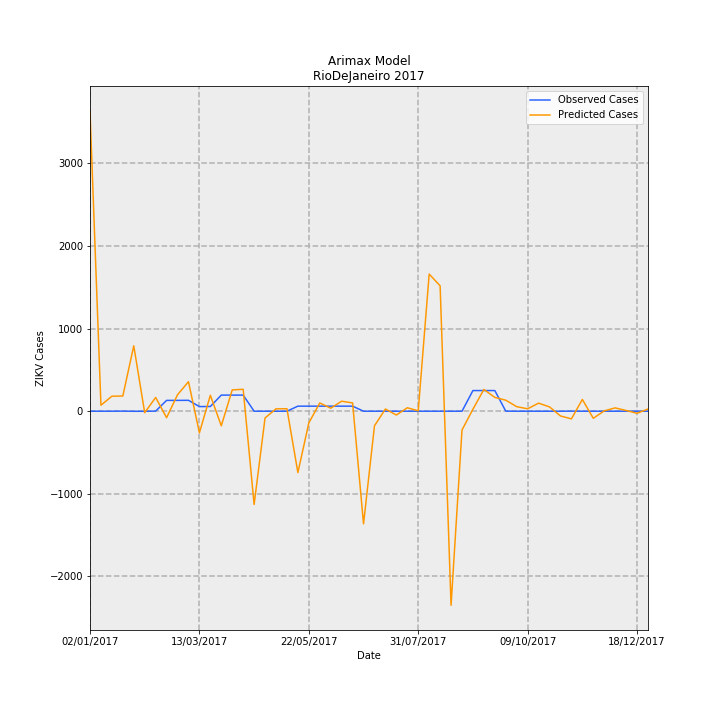 Arimax Model
RioDeJaneiro 2017
Observed Cases
Predicted Cases
ZIKV Cases
3000
2000
1000
0
−1000
−2000
02/01/2017
13/03/2017
22/05/2017
31/07/2017
09/10/2017
18/12/2017
Date